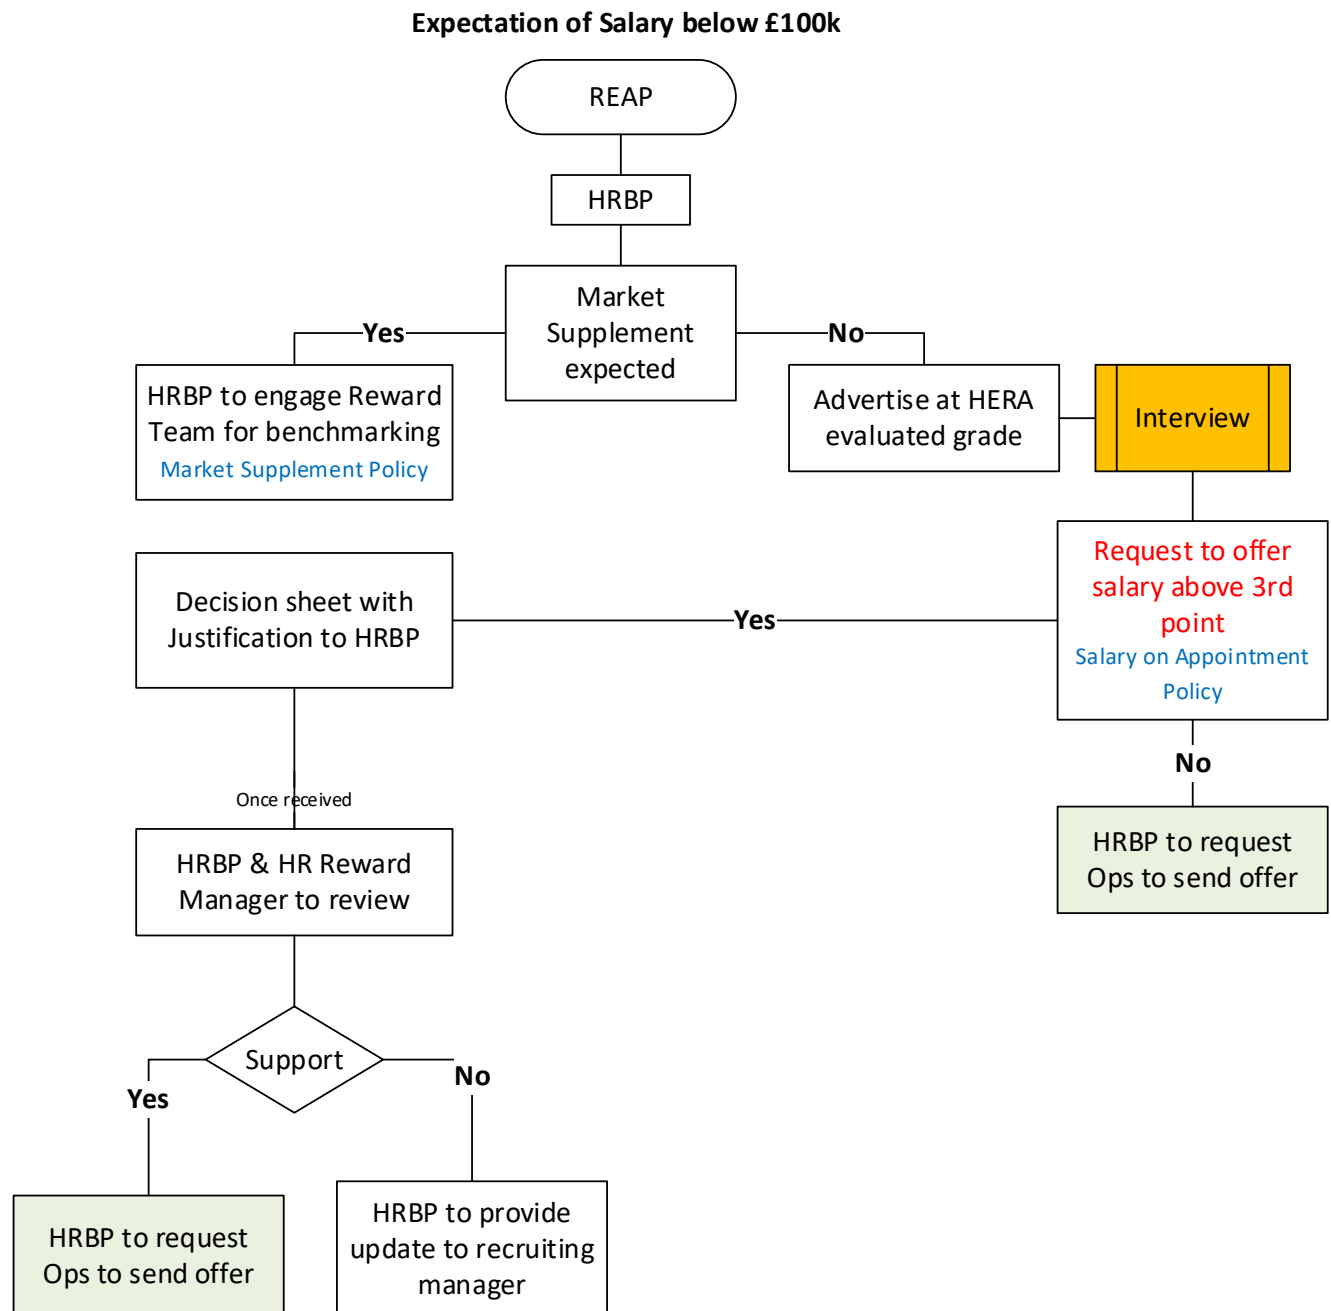 Expectation of Salary below £100k
REAP
HRBP
Market
Supplement
expected
Yes
No
HRBP to engage Reward
Team for benchmarking
Market Supplement Policy
Advertise at HERA
evaluated grade
Interview
Request to offer
salary above 3rd
point
Salary on Appointment
Policy
Yes
Decision sheet with
Justification to HRBP
No
HRBP to request
Ops to send offer
Once received
HRBP & HR Reward
Manager to review
Support
Yes
No
HRBP to request
Ops to send offer
HRBP to provide
update to recruiting
manager